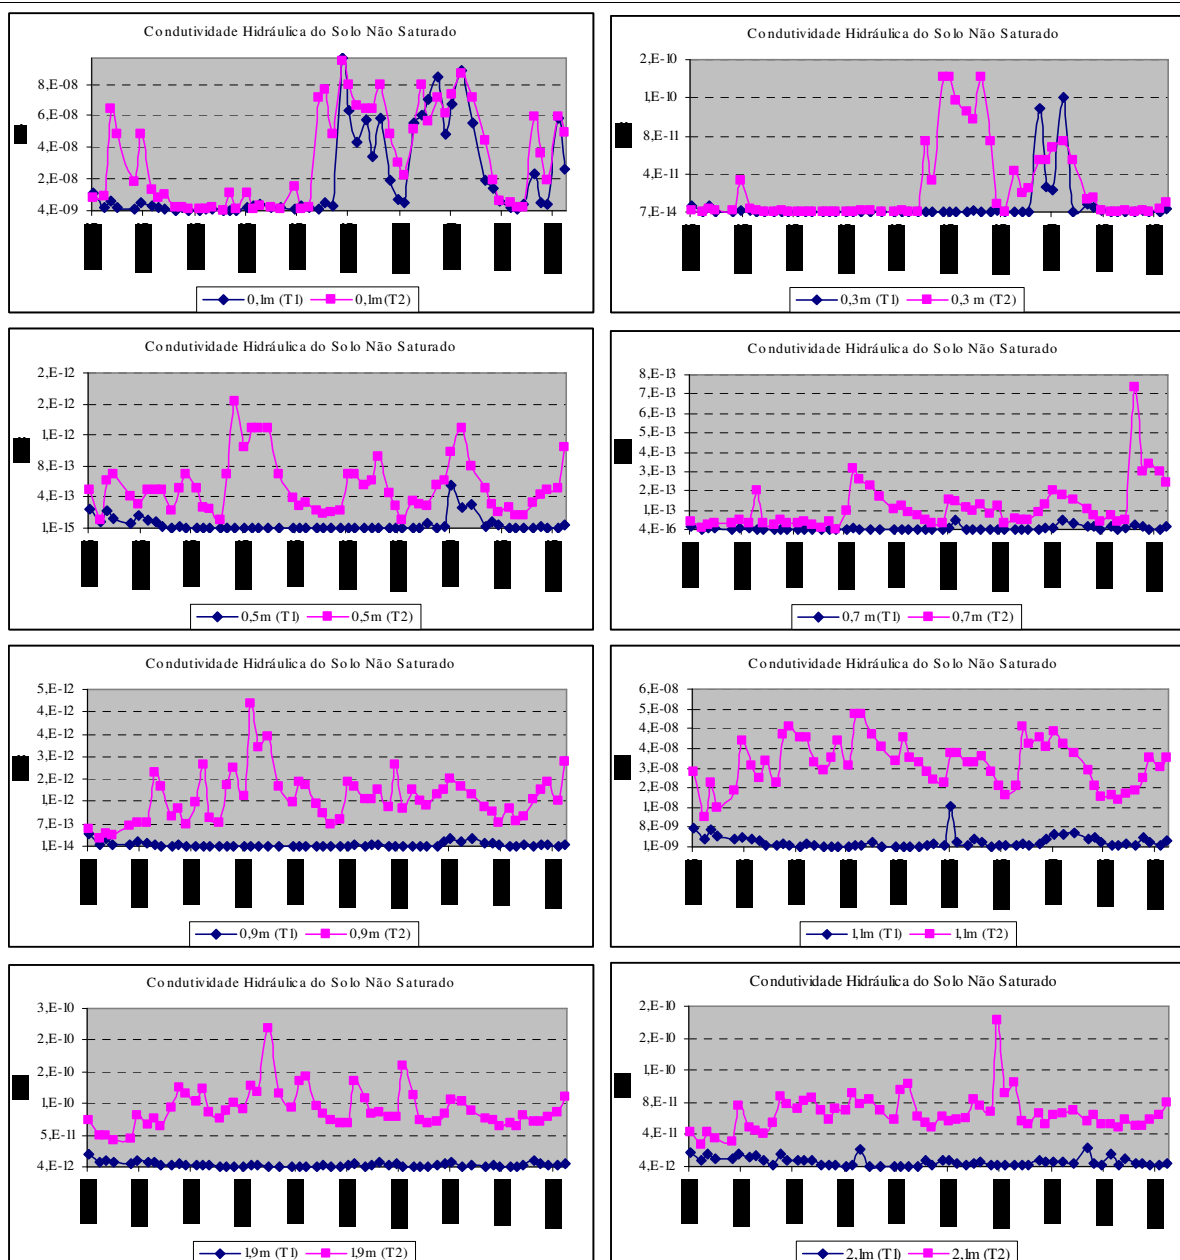 Condutividade Hidráulica do Solo Não Saturado
8,E-08
6,E-08
4,E-08
2,E-08
4,E-09
0,1m (T1) 0,1m(T2)
Condutividade Hidráulica do Solo Não Saturado
2,E-10
1,E-10
8,E-11
4,E-11
7,E-14
0,3m (T1) 0,3 m (T2)
Condutividade Hidráulica do Solo Não Saturado
2,E-12
2,E-12
1,E-12
8,E-13
4,E-13
1,E-15
0,5m (T1) 0,5m (T2)
Condutividade Hidráulica do Solo Não Saturado
8,E-13
7,E-13
5,E-13
4,E-13
3,E-13
2,E-13
1,E-13
4,E-16
0,7 m(T1) 0,7m (T2)
Condutividade Hidráulica do Solo Não Saturado
5,E-12
4,E-12
4,E-12
3,E-12
2,E-12
1,E-12
7,E-13
1,E-14
0,9m (T1) 0,9m (T2)
Condutividade Hidráulica do Solo Não Saturado
6,E-08
5,E-08
4,E-08
3,E-08
2,E-08
1,E-08
8,E-09
1,E-09
1,1m (T1) 1,1m (T2)
Condutividade Hidráulica do Solo Não Saturado
3,E-10
2,E-10
2,E-10
1,E-10
5,E-11
4,E-12
1,9m (T1) 1,9m (T2)
Condutividade Hidráulica do Solo Não Saturado
2,E-10
2,E-10
1,E-10
8,E-11
4,E-11
4,E-12
2,1m (T1) 2,1m (T2)